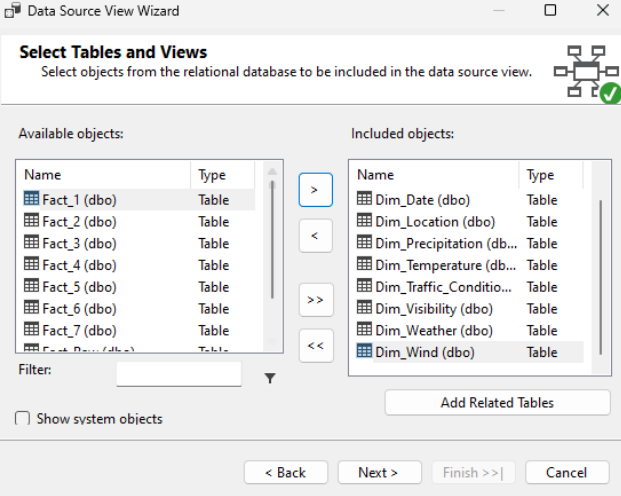 Data Source View Wizard
Select Tables and Views
Select objects from the relational database to be included in the data source view.
Available objects:
Name Type
Fact_1 (dbo) Table
Fact_2 (dbo) Table
Fact_3 (dbo) Table
Fact_4 (dbo) Table
Fact_5 (dbo) Table
Fact_6 (dbo) Table
Fact_7 (dbo) Table
Filter:
Show system objects
>
<
>>
<<
Included objects:
Name Type
Dim_Date (dbo) Table
Dim_Location (dbo) Table
Dim_Precipitation (db... Table
Dim_Temperature (db... Table
Dim_Traffic_Conditio... Table
Dim_Visibility (dbo) Table
Dim_Weather (dbo) Table
Dim_Wind (dbo) Table
Add Related Tables
< Back Next > Finish >>| Cancel